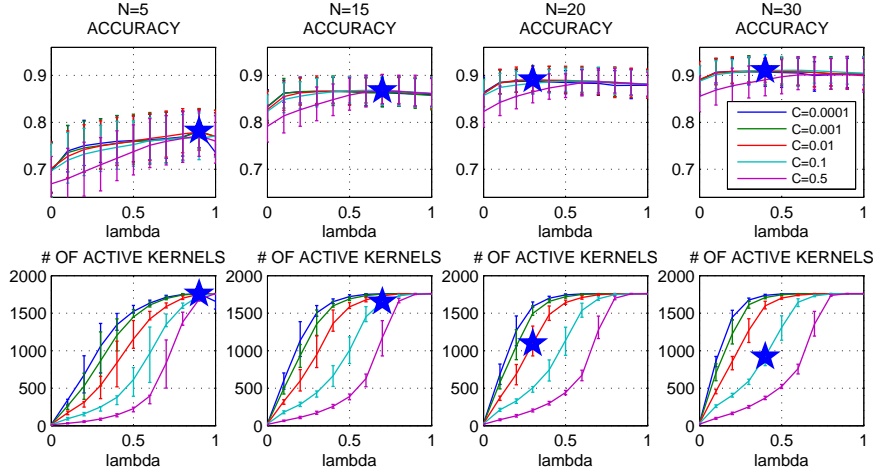 N=5
ACCURACY
0.9
0.8
0.7
0 0.5 1
lambda
N=15
ACCURACY
0.9
0.8
0.7
0 0.5 1
lambda
N=20
ACCURACY
0.9
0.8
0.7
0 0.5 1
lambda
N=30
ACCURACY
0.9
0.8
0.7
0 0.5 1
lambda
C=0.0001
C=0.001
C=0.01
C=0.1
C=0.5
# OF ACTIVE KERNELS
2000
1500
1000
500
0
0 0.5 1
lambda
# OF ACTIVE KERNELS
2000
1500
1000
500
0
0 0.5 1
lambda
# OF ACTIVE KERNELS
2000
1500
1000
500
0
0 0.5 1
lambda
# OF ACTIVE KERNELS
2000
1500
1000
500
0
0 0.5 1
lambda